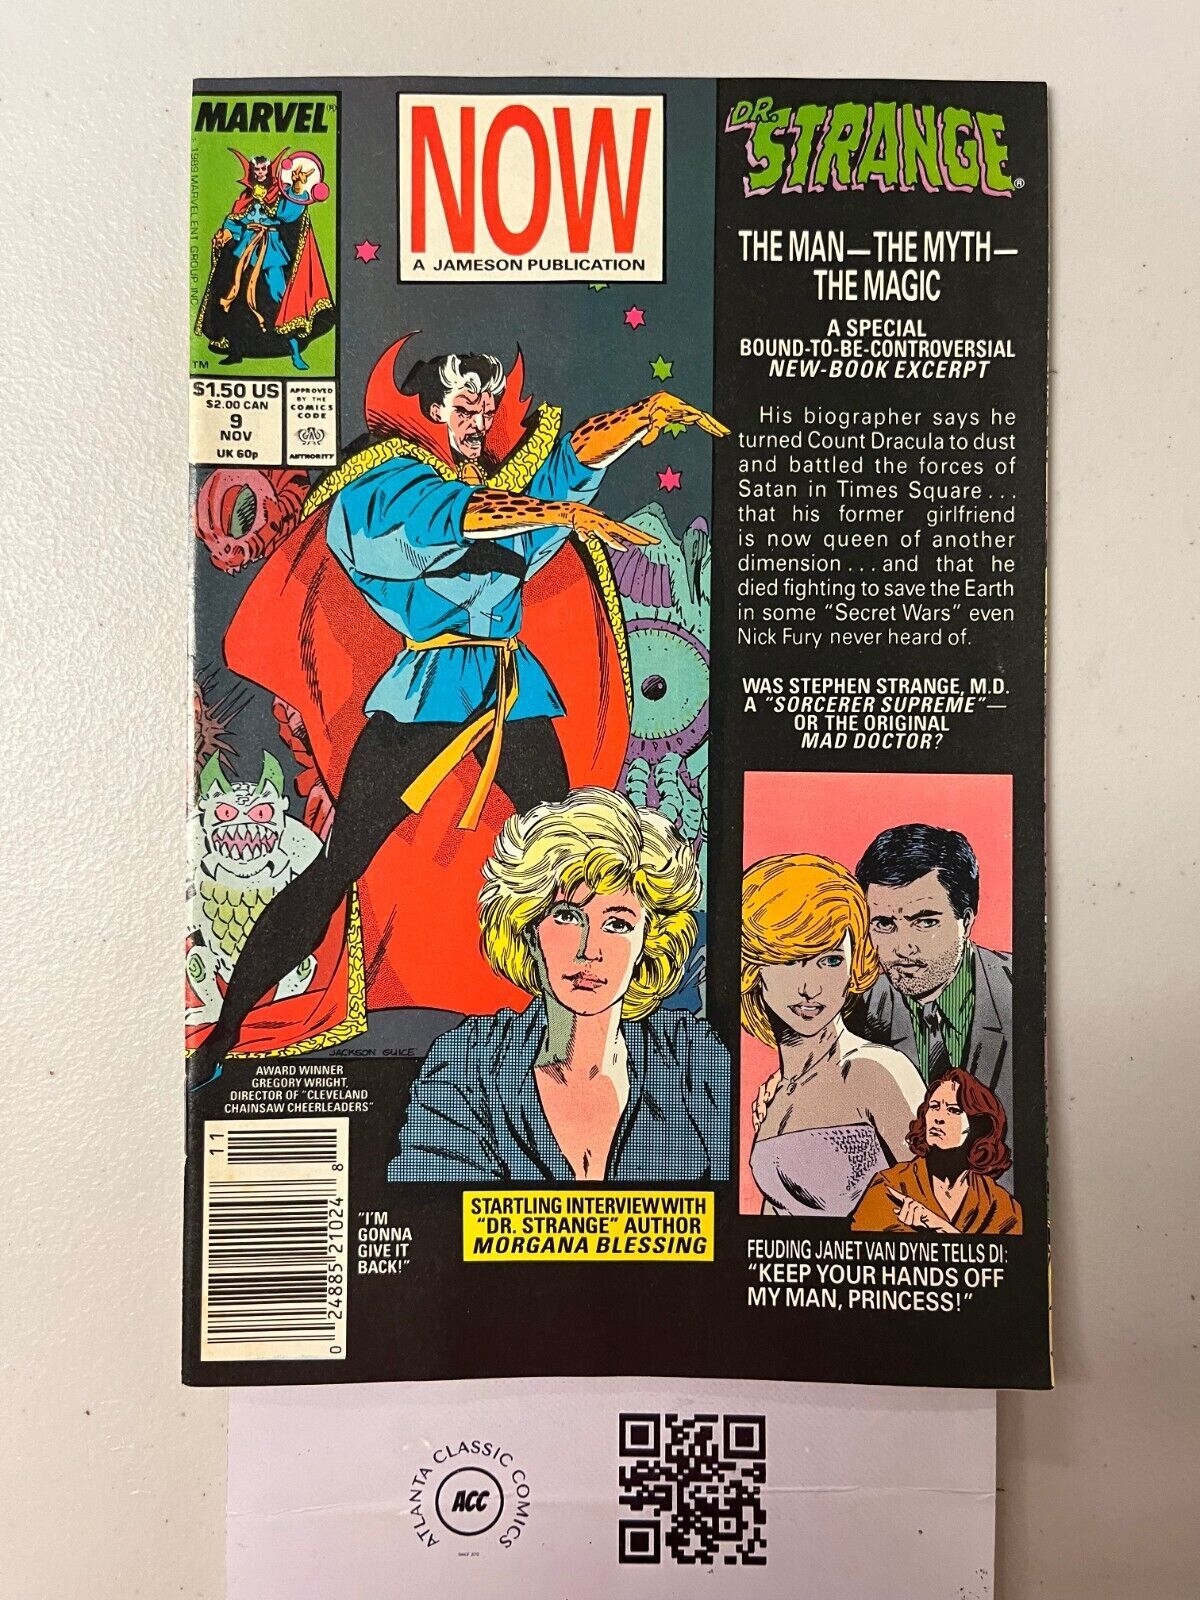 MARVEL®
© 1989 MARVEL ENT. GROUP, INC.
TM
$1.50 US
$2.00 CAN
9
NOV
UK 60p
APPROVED
BY THE
COMICS
CODE
AUTHORITY
NOW
A JAMESON PUBLICATION
DR.
STRANGE®
THE MAN—THE MYTH—
THE MAGIC
A SPECIAL
BOUND-TO-BE-CONTROVERSIAL
NEW-BOOK EXCERPT
His biographer says he
turned Count Dracula to dust
and battled the forces of
Satan in Times Square...
that his former girlfriend
is now queen of another
dimension...and that he
died fighting to save the Earth
in some "Secret Wars" even
Nick Fury never heard of.
WAS STEPHEN STRANGE, M.D.
A "SORCERER SUPREME"—
OR THE ORIGINAL
MAD DOCTOR?
JACKSON GUICE
AWARD WINNER
GREGORY WRIGHT,
DIRECTOR OF "CLEVELAND
CHAINSAW CHEERLEADERS"
"I'M
GONNA
GIVE IT
BACK!"
11
0 24885 21024 8
STARTLING INTERVIEW WITH
"DR. STRANGE" AUTHOR
MORGANA BLESSING
FEUDING JANET VAN DYNE TELLS DI:
"KEEP YOUR HANDS OFF
MY MAN, PRINCESS!"
ATLANTA CLASSIC COMICS
ACC